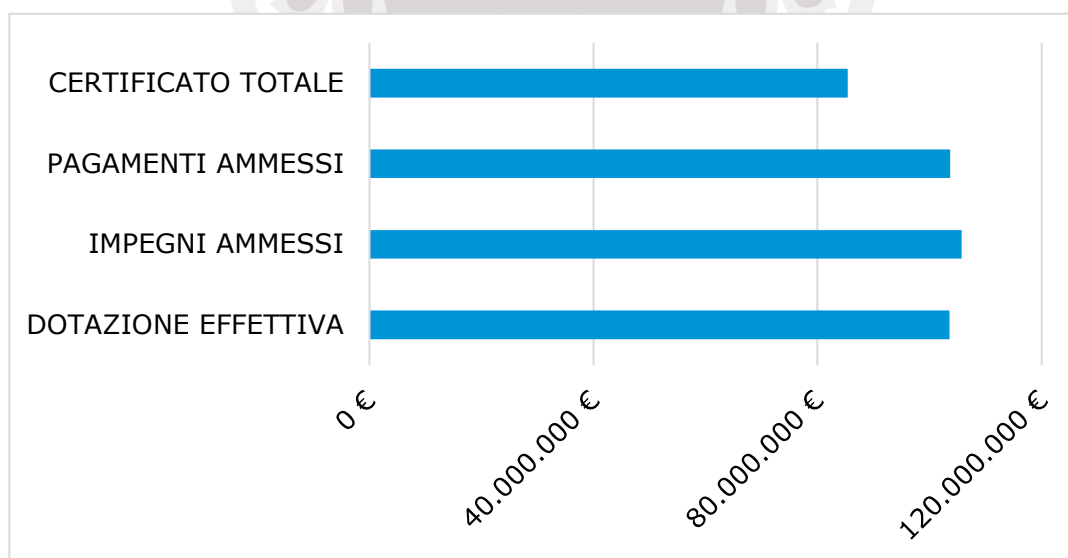 CERTIFICATO TOTALE
PAGAMENTI AMMESSI
IMPEGNI AMMESSI
DOTAZIONE EFFETTIVA
0 €
40.000.000 €
80.000.000 €
120.000.000 €